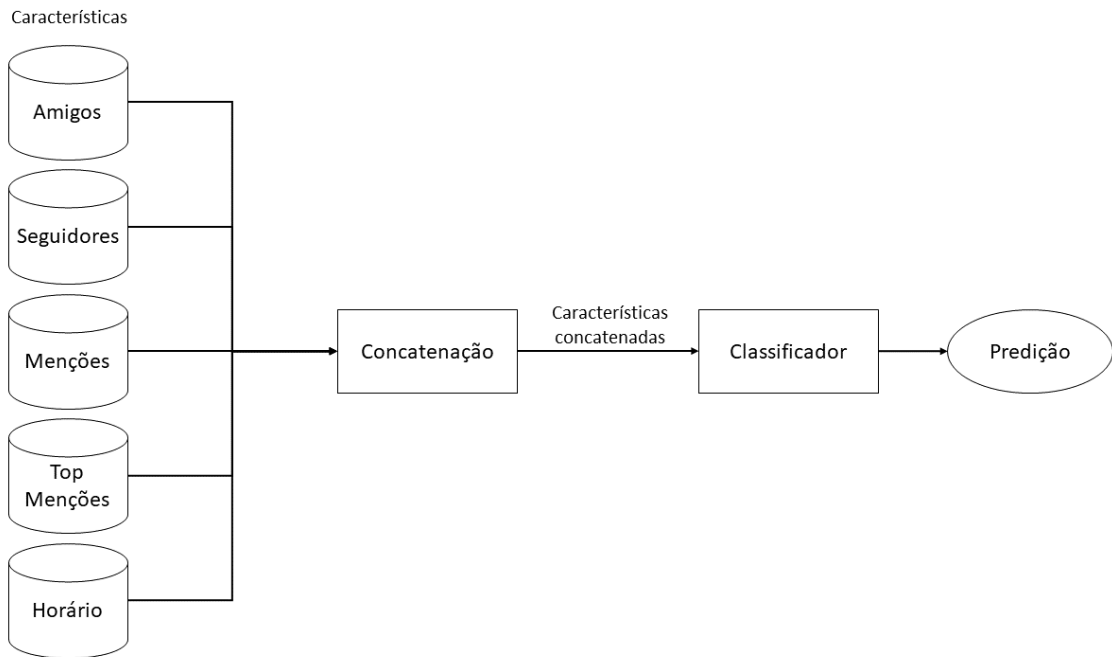 Características
Amigos
Seguidores
Menções
Top
Menções
Horário
Concatenação
Características
concatenadas
Classificador
Predição